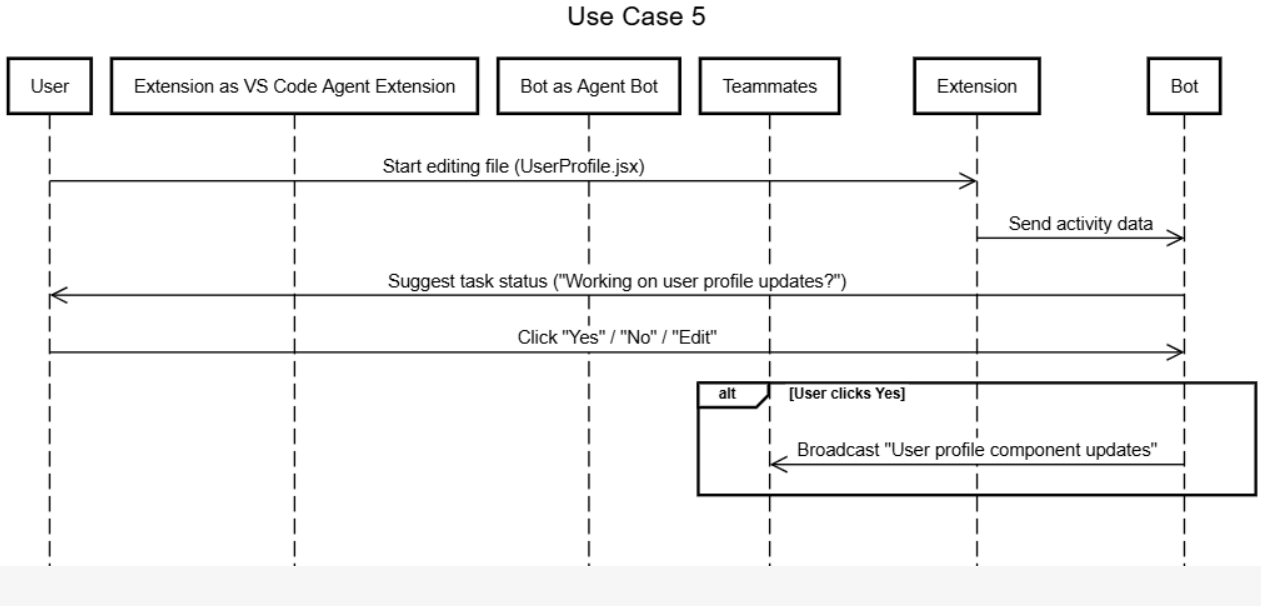 Use Case 5
User
Extension as VS Code Agent Extension
Bot as Agent Bot
Teammates
Extension
Bot
Start editing file (UserProfile.jsx)
Send activity data
Suggest task status ("Working on user profile updates?")
Click "Yes" / "No" / "Edit"
alt
[User clicks Yes]
Broadcast "User profile component updates"